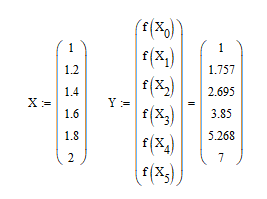 X := ( 1 1.2 1.4 1.6 1.8 2 )
Y := ( f(X₀) f(X₁) f(X₂) f(X₃) f(X₄) f(X₅) ) = ( 1 1.757 2.695 3.85 5.268 7 )